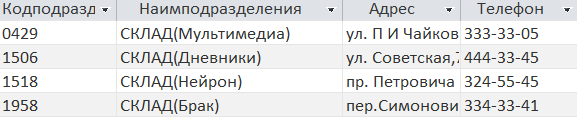 Кодподразд Наимподразделения Адрес Телефон
0429 СКЛАД(Мультимедиа) ул. П И Чайков 333-33-05
1506 СКЛАД(Дневники) ул. Советская,7 444-33-45
1518 СКЛАД(Нейрон) пр. Петровича 324-55-45
1958 СКЛАД(Брак) пер.Симонови 334-33-41